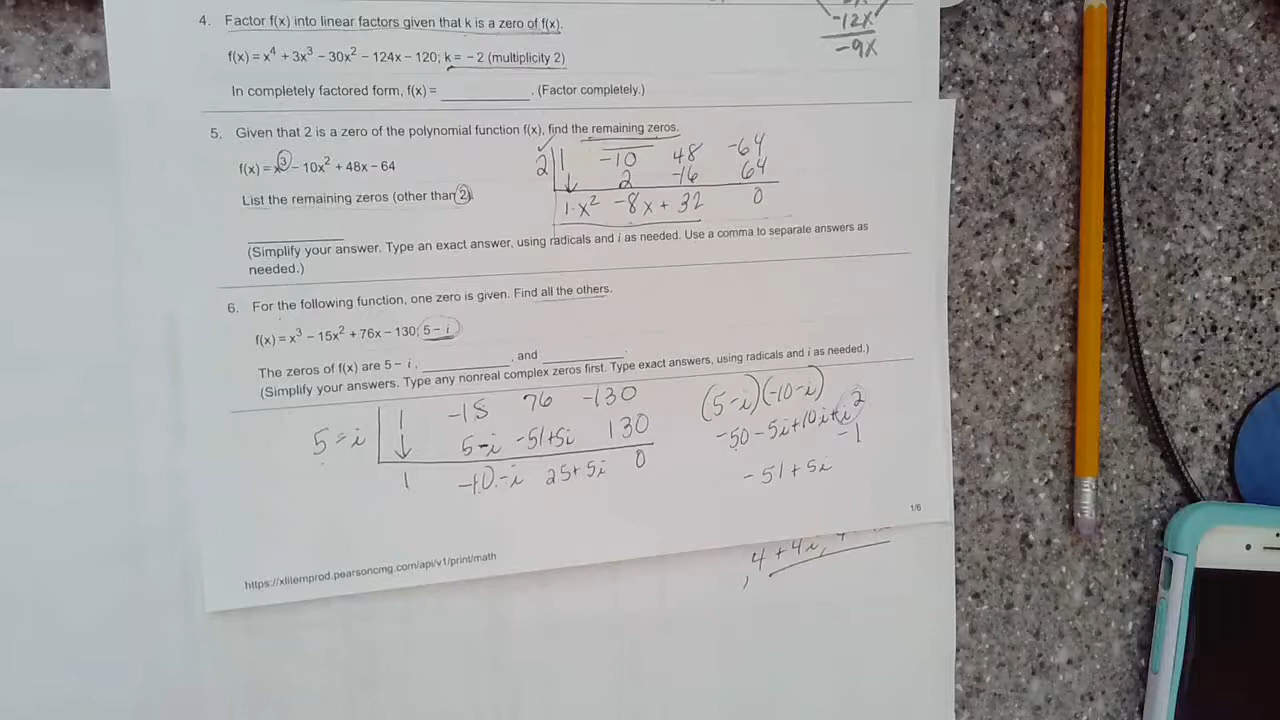 -12x
-9x
4. Factor f(x) into linear factors given that k is a zero of f(x).
f(x) = x⁴ + 3x³ − 30x² − 124x − 120; k = − 2 (multiplicity 2)
In completely factored form, f(x) = ______. (Factor completely.)
5. Given that 2 is a zero of the polynomial function f(x), find the remaining zeros.
f(x) = x³ − 10x² + 48x − 64
2 1 -10 48 -64
2 -16 64
1·x² -8x + 32 0
List the remaining zeros (other than 2).
(Simplify your answer. Type an exact answer, using radicals and i as needed. Use a comma to separate answers as
needed.)
6. For the following function, one zero is given. Find all the others.
f(x) = x³ − 15x² + 76x − 130; 5 − i
The zeros of f(x) are 5 − i, ______, and ______.
(Simplify your answers. Type any nonreal complex zeros first. Type exact answers, using radicals and i as needed.)
5-i 1 -15 76 -130
5-i -51+5i 130
1 -10-i 25+5i 0
(5-i)(-10-i)
-50-5i+10i+i²
-1
-51+5i
1/6
https://xlitemprod.pearsoncmg.com/api/v1/print/math
, 4+4i,